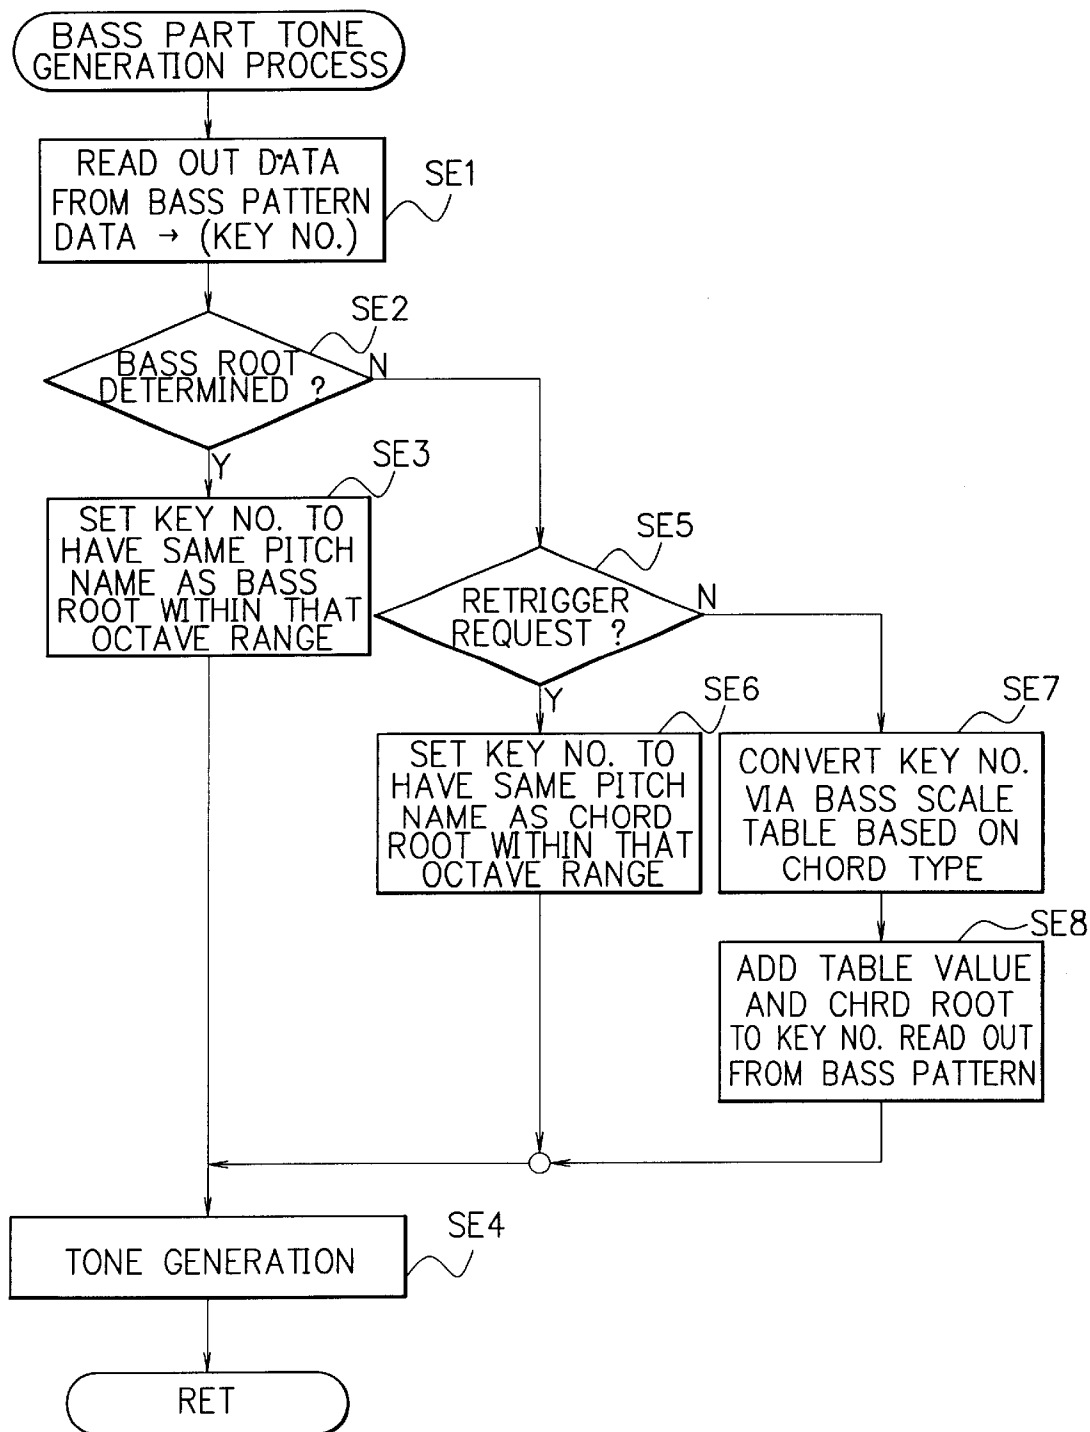 BASS PART TONE
GENERATION PROCESS
READ OUT DATA
FROM BASS PATTERN
DATA → (KEY NO.)
SE1
SE2
BASS ROOT
DETERMINED ?
N
Y
SE3
SET KEY NO. TO
HAVE SAME PITCH
NAME AS BASS
ROOT WITHIN THAT
OCTAVE RANGE
SE5
RETRIGGER
REQUEST ?
N
Y
SE6
SET KEY NO. TO
HAVE SAME PITCH
NAME AS CHORD
ROOT WITHIN THAT
OCTAVE RANGE
SE7
CONVERT KEY NO.
VIA BASS SCALE
TABLE BASED ON
CHORD TYPE
SE8
ADD TABLE VALUE
AND CHRD ROOT
TO KEY NO. READ OUT
FROM BASS PATTERN
SE4
TONE GENERATION
RET